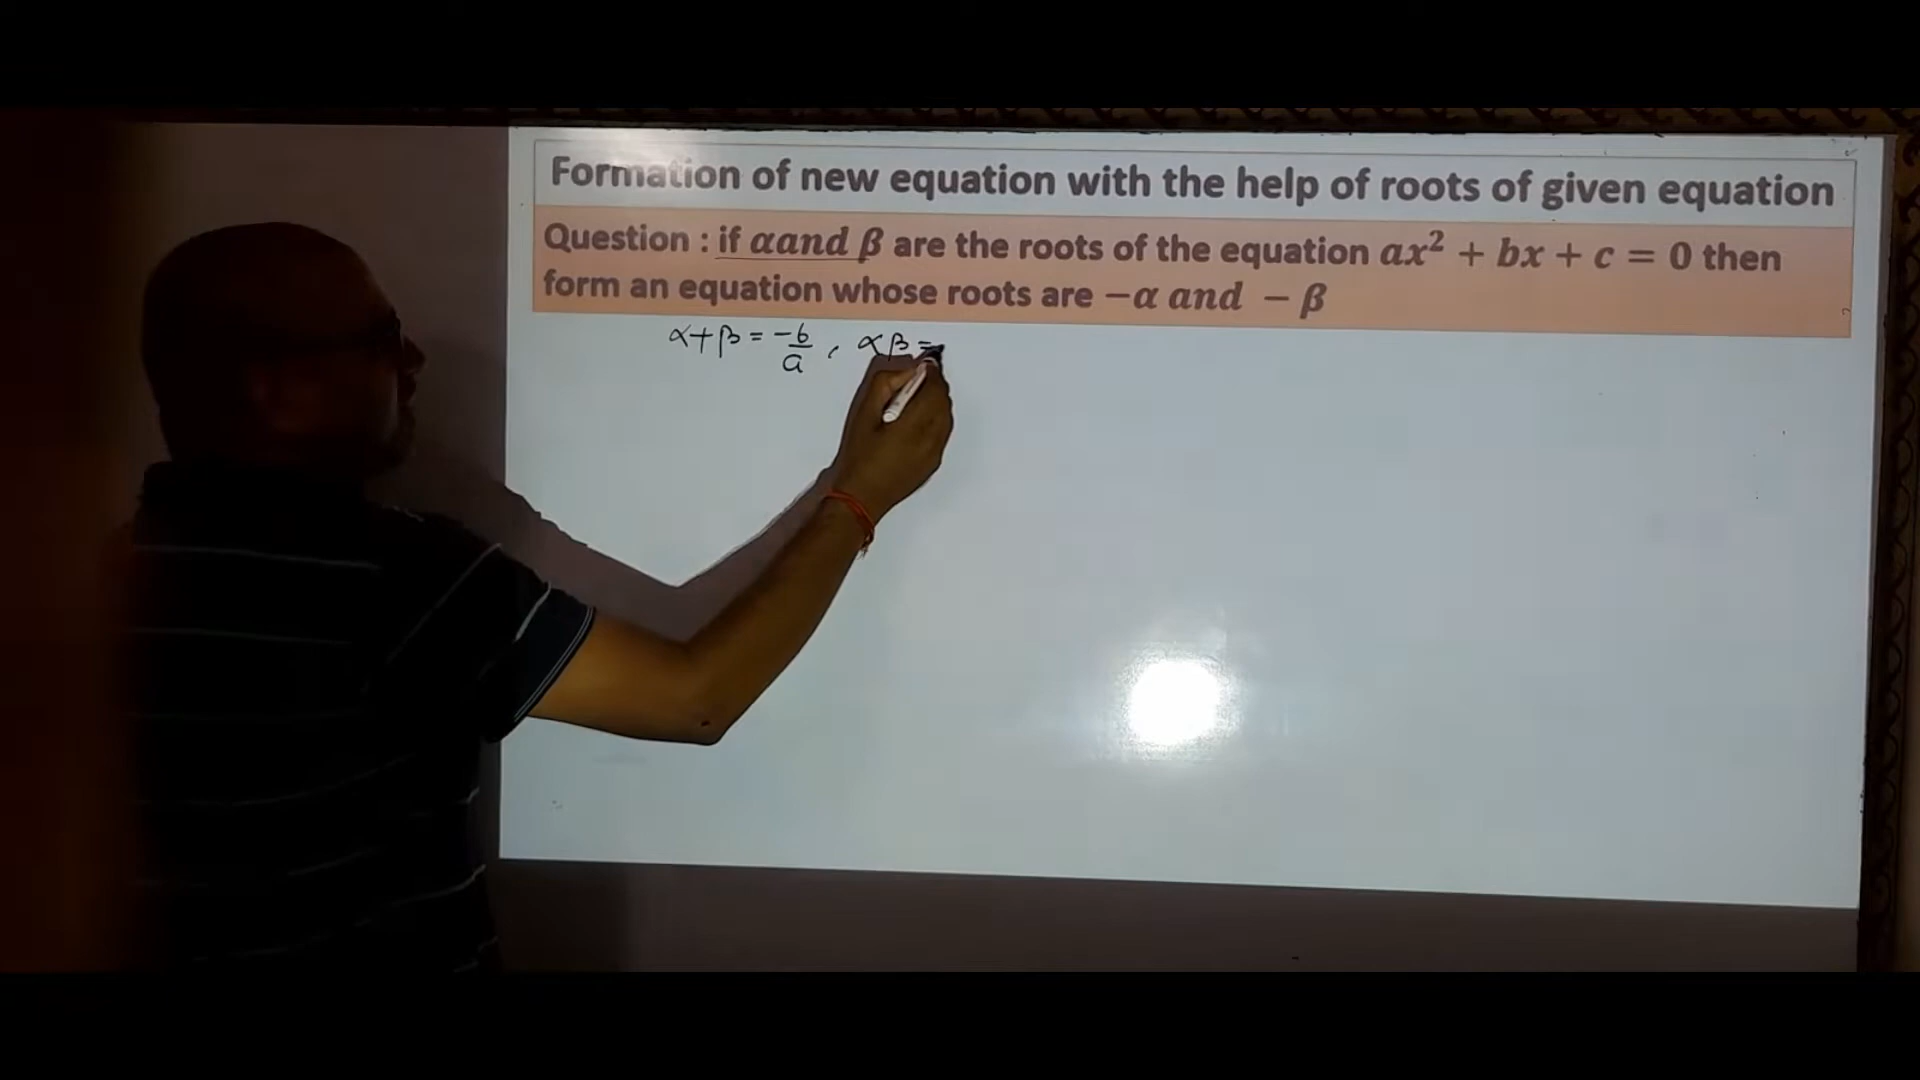 Formation of new equation with the help of roots of given equation
Question : if αand β are the roots of the equation ax² + bx + c = 0 then
form an equation whose roots are −α and − β
α+β = -b/a , αβ =